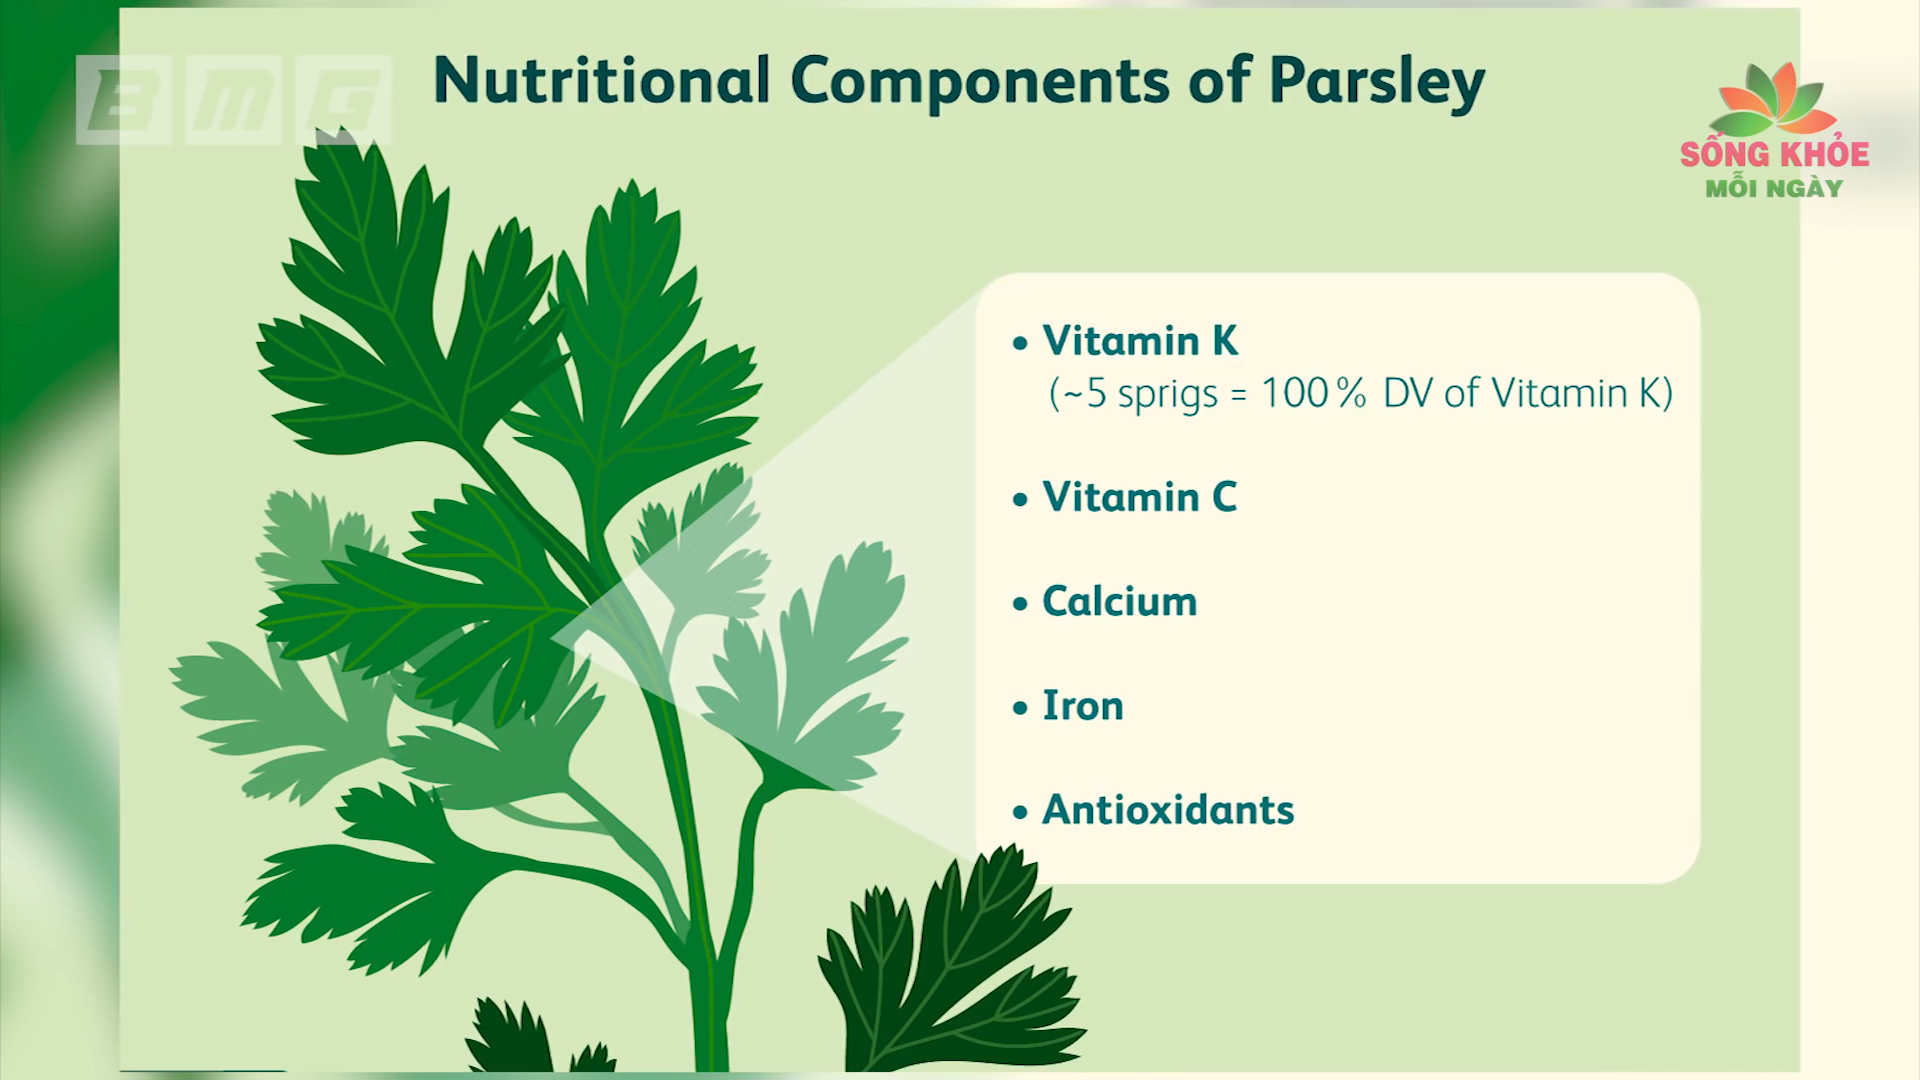 BMG
Nutritional Components of Parsley
SỐNG KHỎE
MỖI NGÀY
• Vitamin K
(~5 sprigs = 100% DV of Vitamin K)
• Vitamin C
• Calcium
• Iron
• Antioxidants